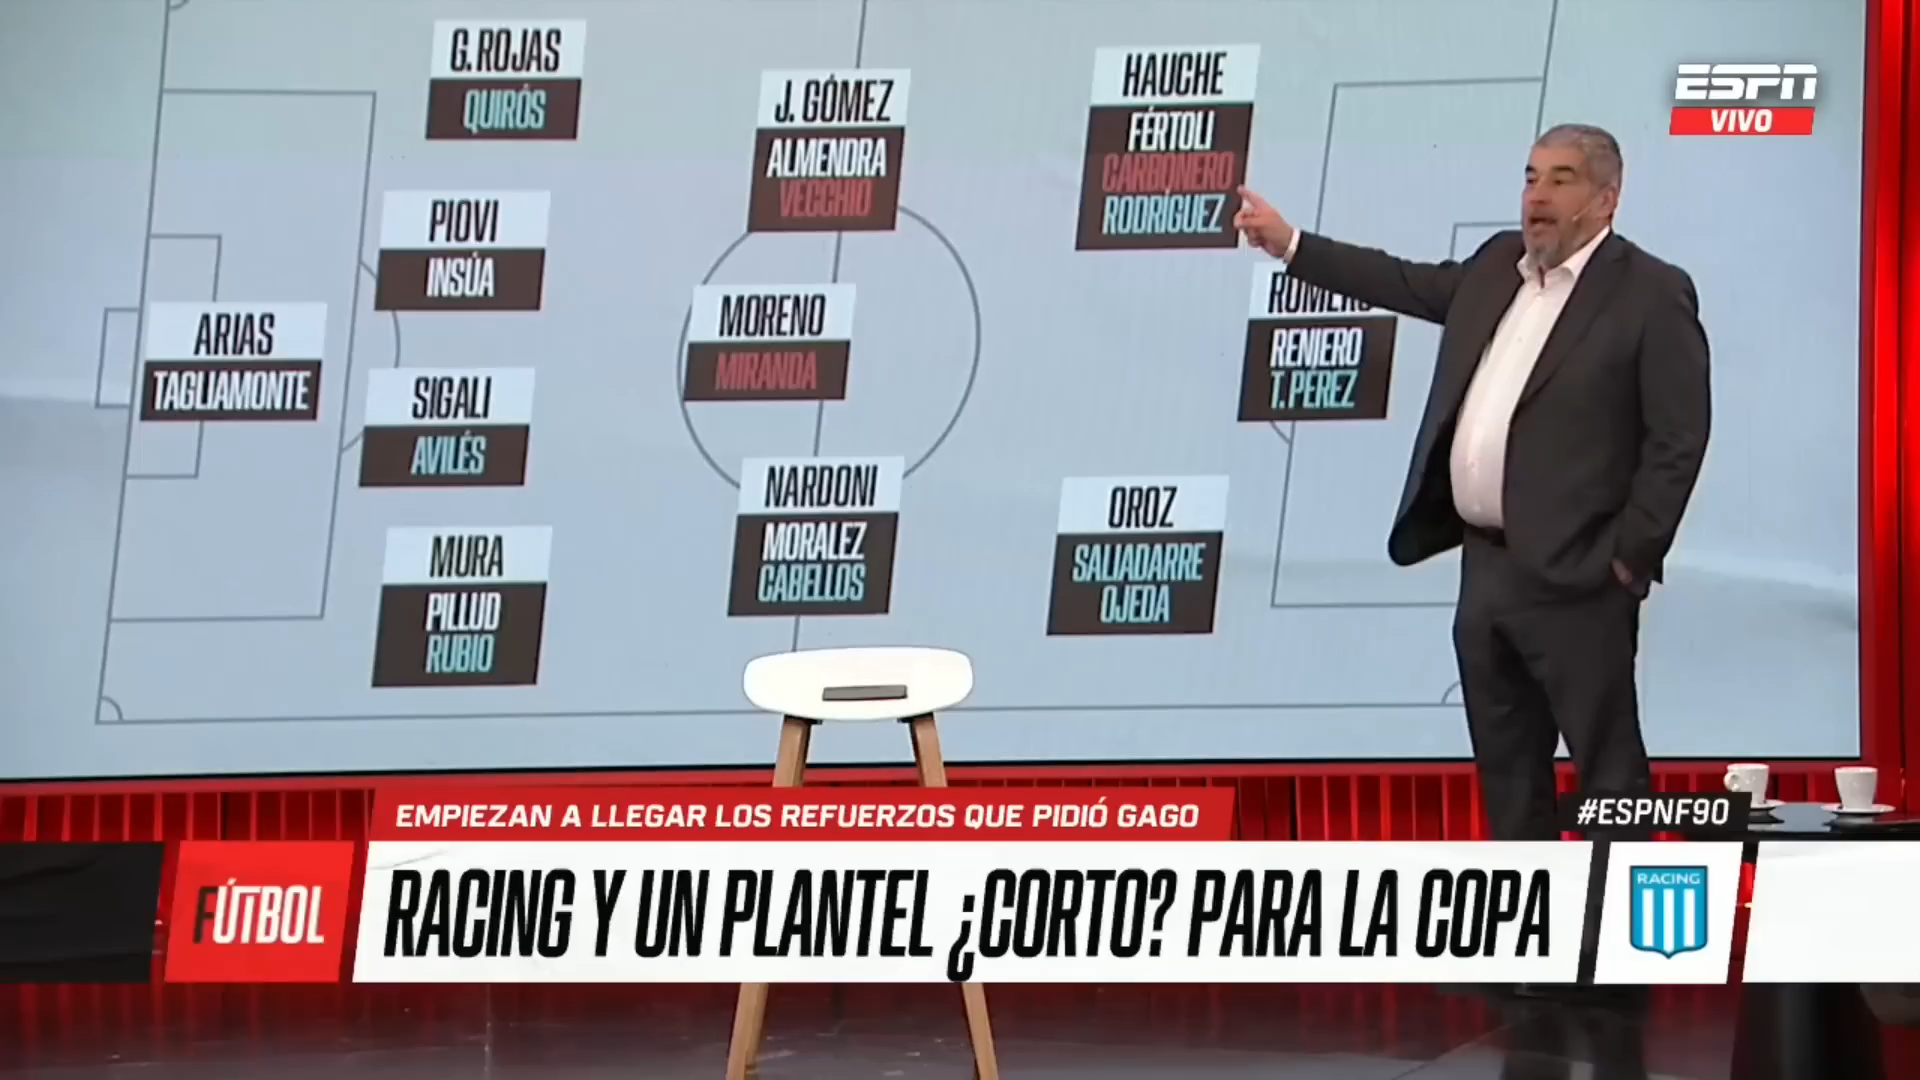 G. ROJAS
QUIRÓS
PIOVI
INSÚA
ARIAS
TAGLIAMONTE
SIGALI
AVILÉS
MURA
PILLUD
RUBIO
J. GÓMEZ
ALMENDRA
VECCHIO
MORENO
MIRANDA
NARDONI
MORALEZ
CABELLOS
HAUCHE
FÉRTOLI
CARBONERO
RODRÍGUEZ
ROMERO
RENIERO
T. PÉREZ
OROZ
SALIADARRE
OJEDA
ESPN
VIVO
EMPIEZAN A LLEGAR LOS REFUERZOS QUE PIDIÓ GAGO
#ESPNF90
FÚTBOL
RACING Y UN PLANTEL ¿CORTO? PARA LA COPA
RACING